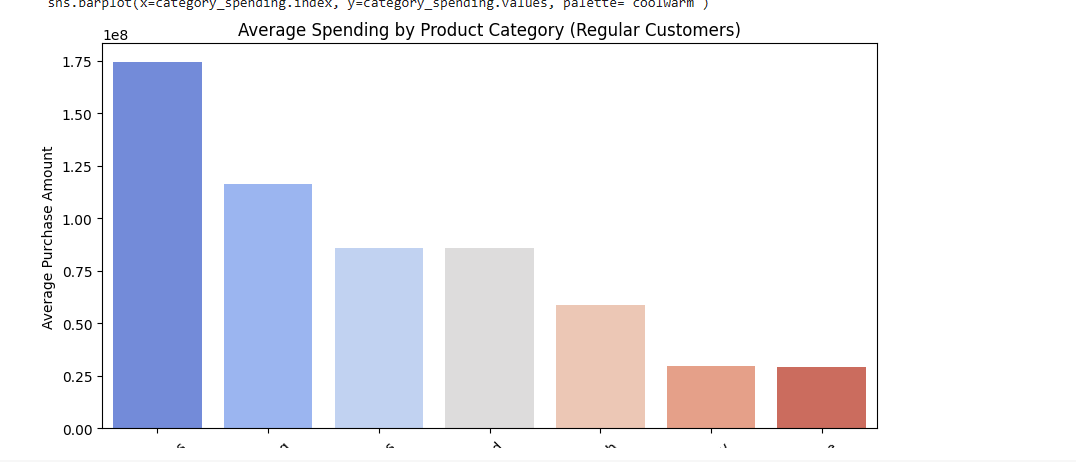 sns.barplot(x=category_spending.index, y=category_spending.values, palette='coolwarm')
Average Spending by Product Category (Regular Customers)
1e8
1.75
1.50
1.25
1.00
0.75
0.50
0.25
0.00
Average Purchase Amount